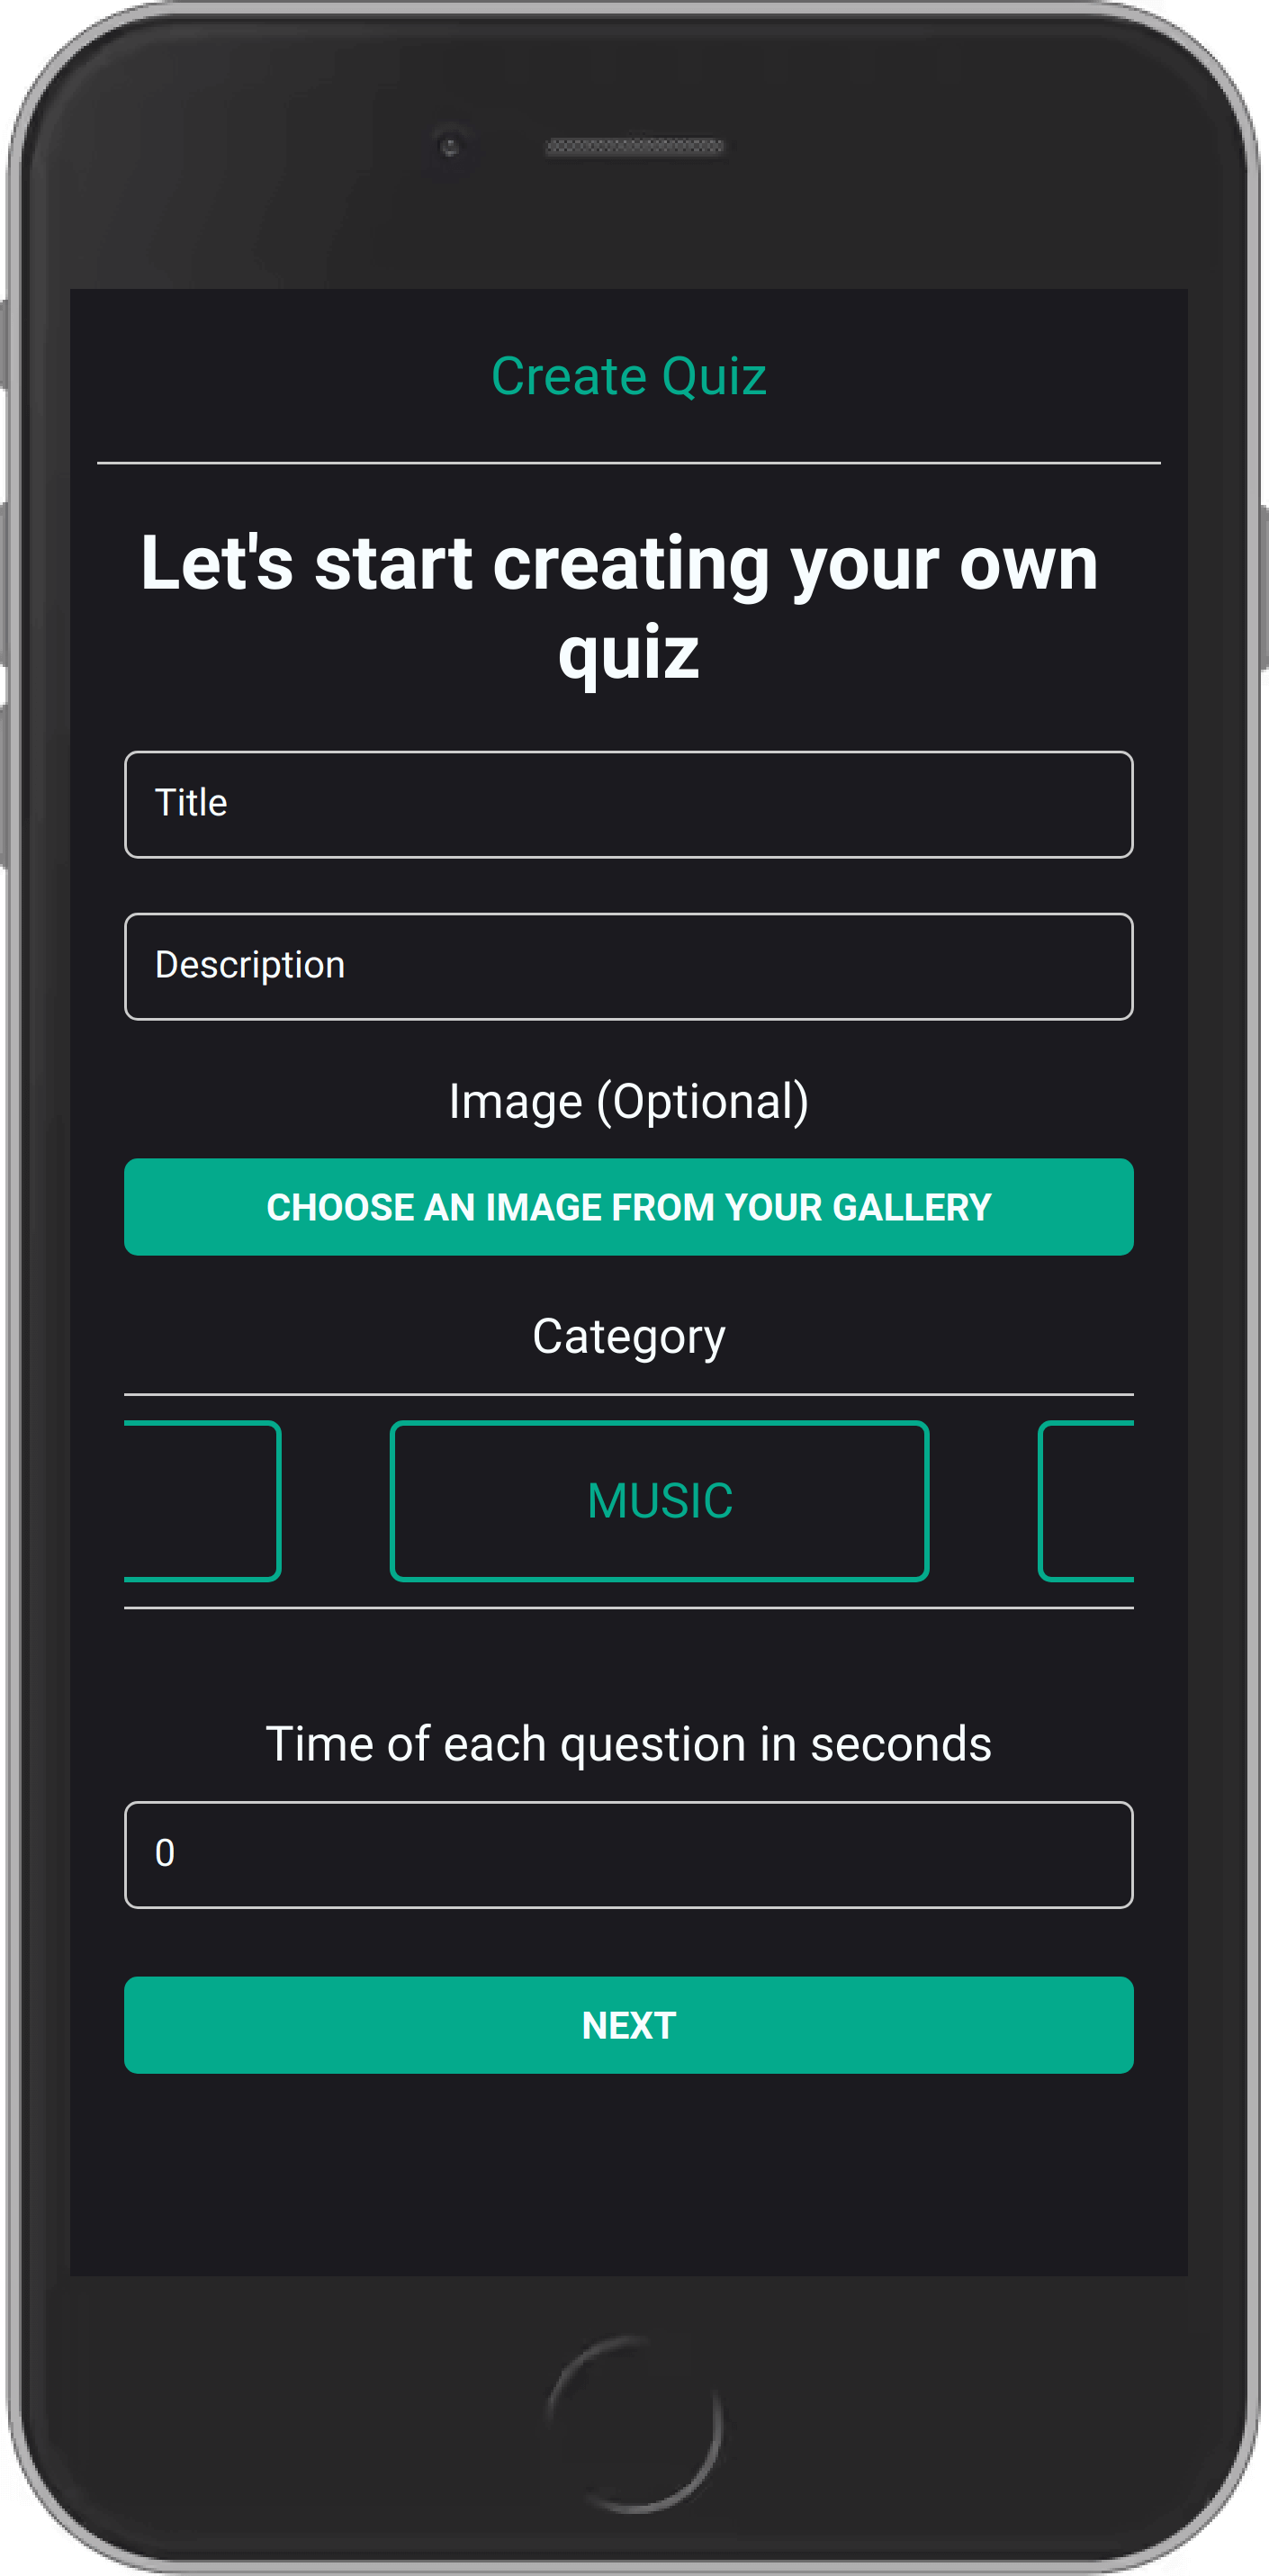 Create Quiz
Let's start creating your own
quiz
Title
Description
Image (Optional)
CHOOSE AN IMAGE FROM YOUR GALLERY
Category
MUSIC
Time of each question in seconds
0
NEXT